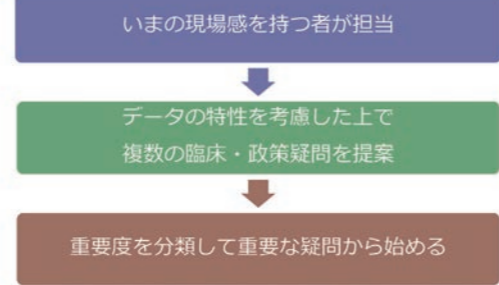 いまの現場感を持つ者が担当
データの特性を考慮した上で
複数の臨床・政策疑問を提案
重要度を分類して重要な疑問から始める